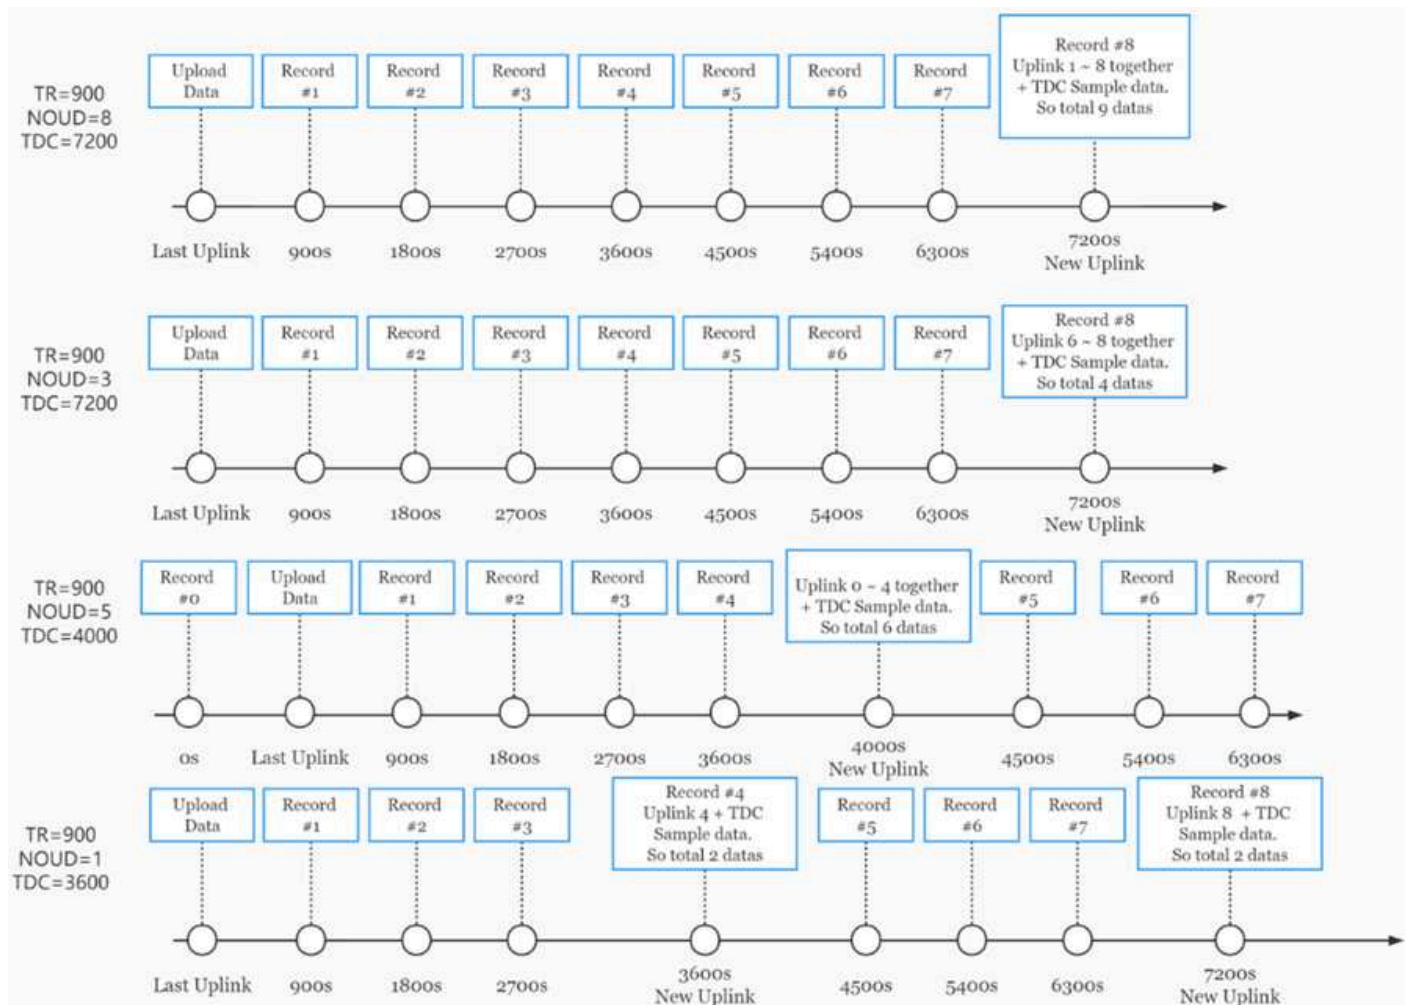 TR=900
NOUD=8
TDC=7200
Upload
Data
Record
#1
Record
#2
Record
#3
Record
#4
Record
#5
Record
#6
Record
#7
Record #8
Uplink 1 ~ 8 together
+ TDC Sample data.
So total 9 datas
Last Uplink
900s
1800s
2700s
3600s
4500s
5400s
6300s
7200s
New Uplink
TR=900
NOUD=3
TDC=7200
Upload
Data
Record
#1
Record
#2
Record
#3
Record
#4
Record
#5
Record
#6
Record
#7
Record #8
Uplink 6 ~ 8 together
+ TDC Sample data.
So total 4 datas
Last Uplink
900s
1800s
2700s
3600s
4500s
5400s
6300s
7200s
New Uplink
TR=900
NOUD=5
TDC=4000
Record
#0
Upload
Data
Record
#1
Record
#2
Record
#3
Record
#4
Uplink 0 ~ 4 together
+ TDC Sample data.
So total 6 datas
Record
#5
Record
#6
Record
#7
0s
Last Uplink
900s
1800s
2700s
3600s
4000s
New Uplink
4500s
5400s
6300s
TR=900
NOUD=1
TDC=3600
Upload
Data
Record
#1
Record
#2
Record
#3
Record #4
Uplink 4 + TDC
Sample data.
So total 2 datas
Record
#5
Record
#6
Record
#7
Record #8
Uplink 8 + TDC
Sample data.
So total 2 datas
Last Uplink
900s
1800s
2700s
3600s
New Uplink
4500s
5400s
6300s
7200s
New Uplink